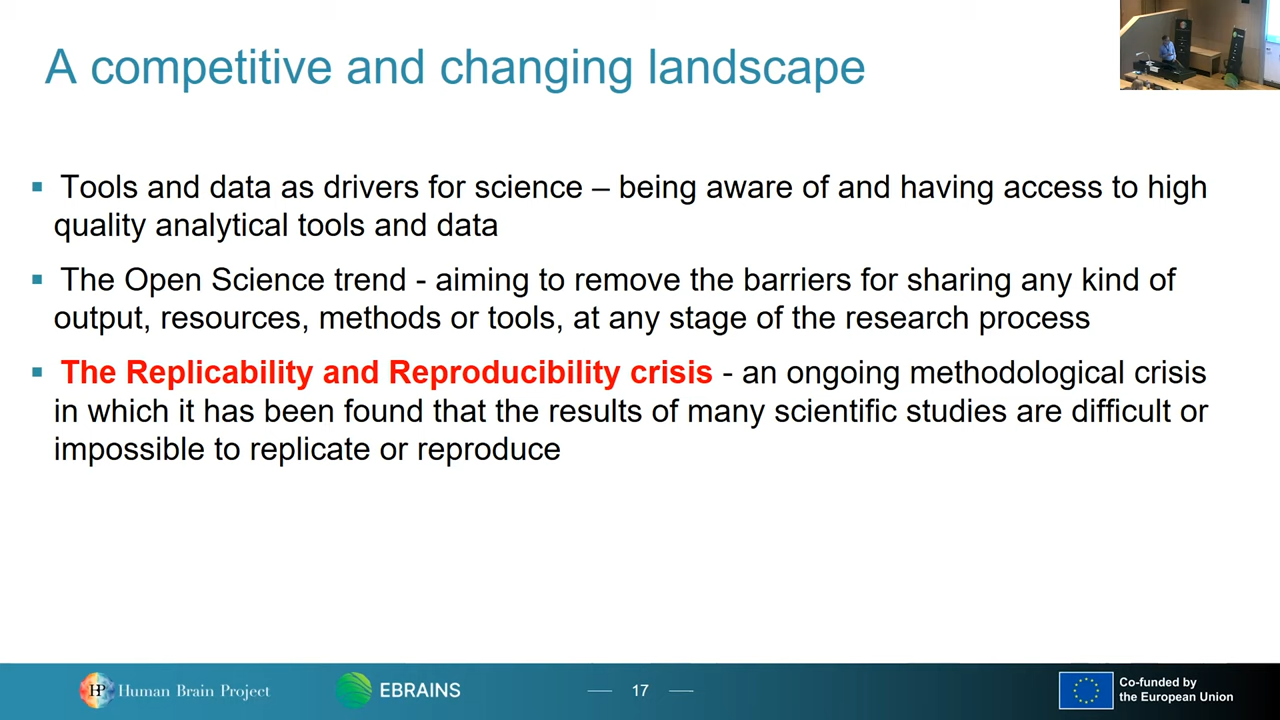 A competitive and changing landscape
▪ Tools and data as drivers for science – being aware of and having access to high
quality analytical tools and data
▪ The Open Science trend - aiming to remove the barriers for sharing any kind of
output, resources, methods or tools, at any stage of the research process
▪ The Replicability and Reproducibility crisis - an ongoing methodological crisis
in which it has been found that the results of many scientific studies are difficult or
impossible to replicate or reproduce
HP Human Brain Project
EBRAINS
17
Co-funded by
the European Union